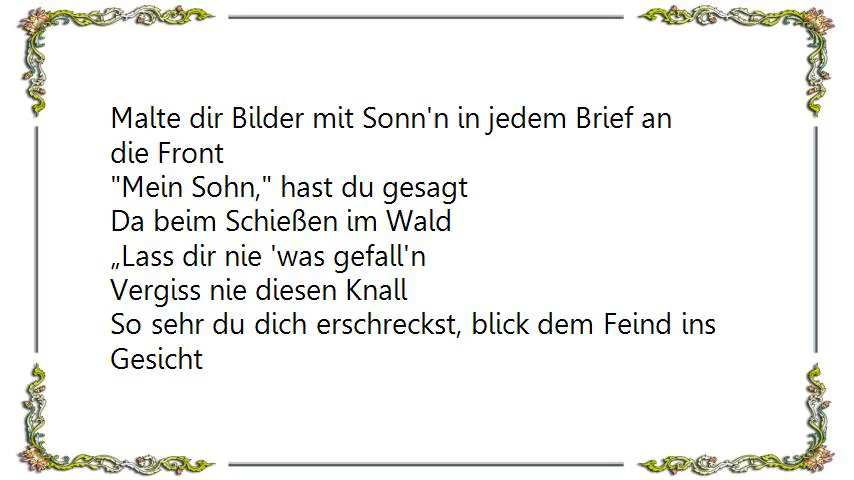 Malte dir Bilder mit Sonn'n in jedem Brief an
die Front
"Mein Sohn," hast du gesagt
Da beim Schießen im Wald
„Lass dir nie 'was gefall'n
Vergiss nie diesen Knall
So sehr du dich erschreckst, blick dem Feind ins
Gesicht